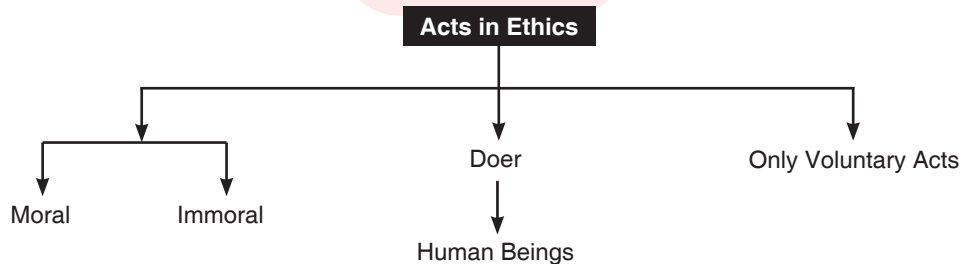 Acts in Ethics
Doer
Only Voluntary Acts
Moral
Immoral
Human Beings